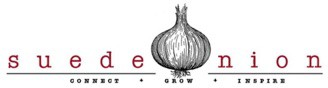 suede nion
CONNECT + GROW + INSPIRE